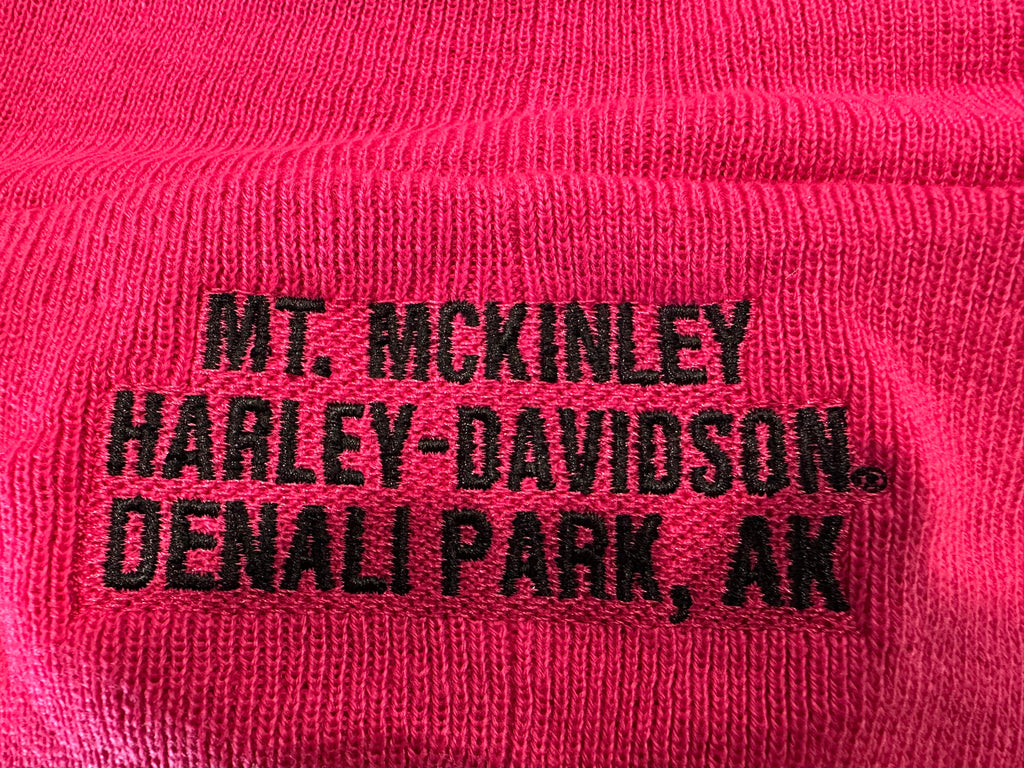 MT. MCKINLEY
HARLEY-DAVIDSON®
DENALI PARK, AK